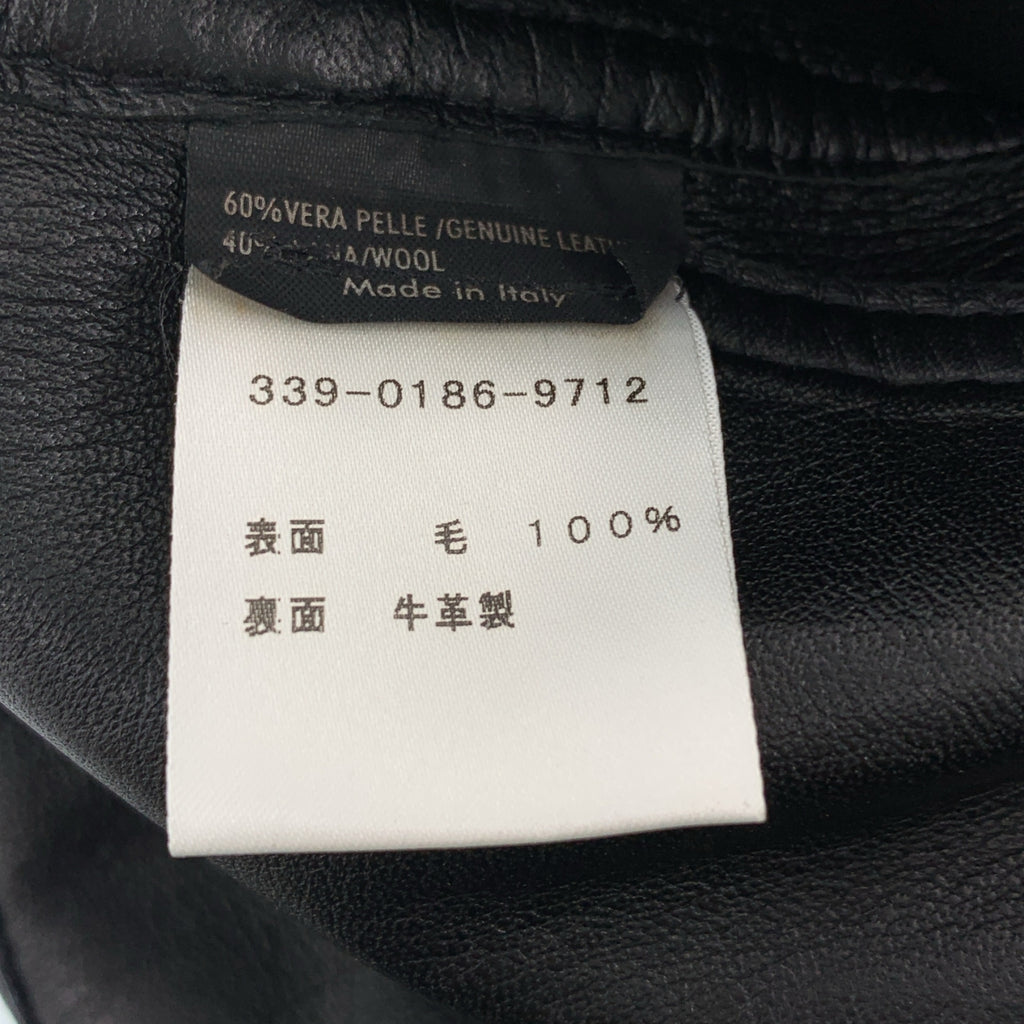 60%VERA PELLE /GENUINE
/WOOL
Made in Italy
339-0186-9712
表面 毛 100%
裏面 牛革製